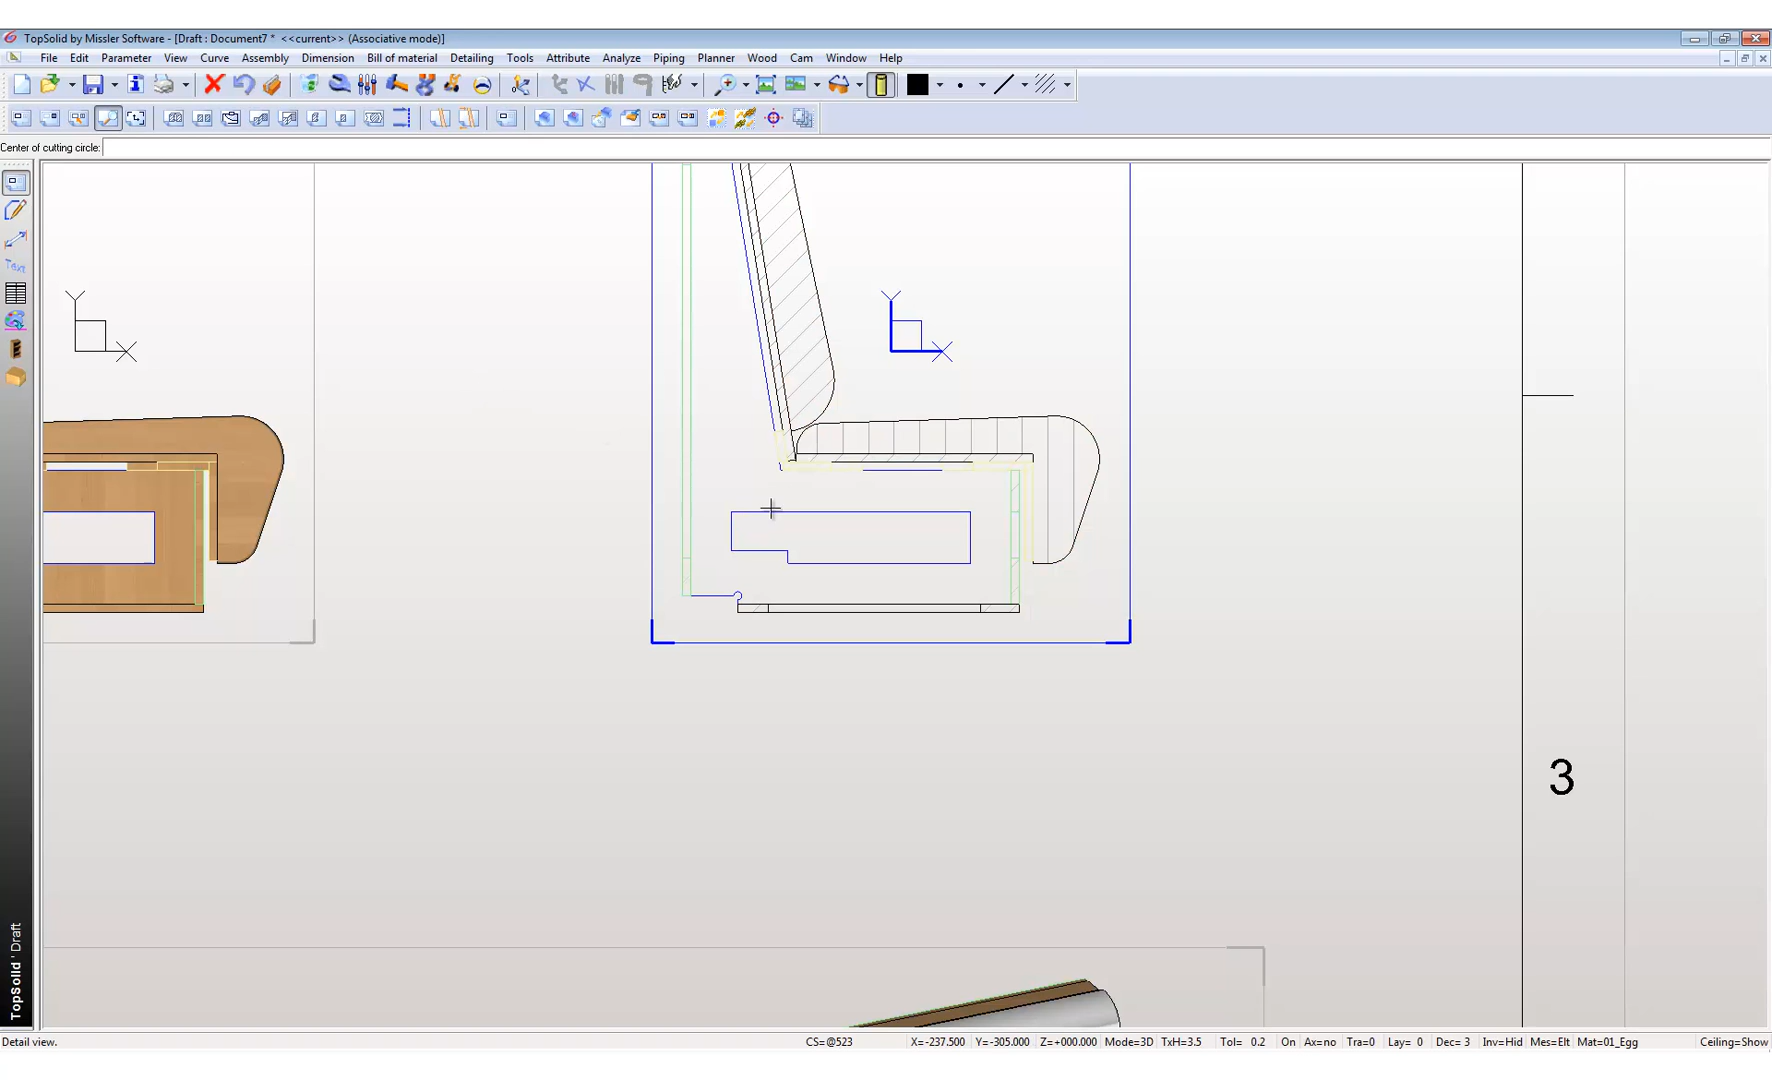 TopSolid by Missler Software - [Draft : Document7 * <<current>> (Associative mode)]
File Edit Parameter View Curve Assembly Dimension Bill of material Detailing Tools Attribute Analyze Piping Planner Wood Cam Window Help
Center of cutting circle:
Text
Y
X
Y
X
3
TopSolid'Draft
Detail view. CS=@523 X=-237.500 Y=-305.000 Z=+000.000 Mode=3D TxH=3.5 Tol= 0.2 On Ax=no Tra=0 Lay= 0 Dec= 3 Inv=Hid Mes=Elt Mat=01_Egg Ceiling=Show